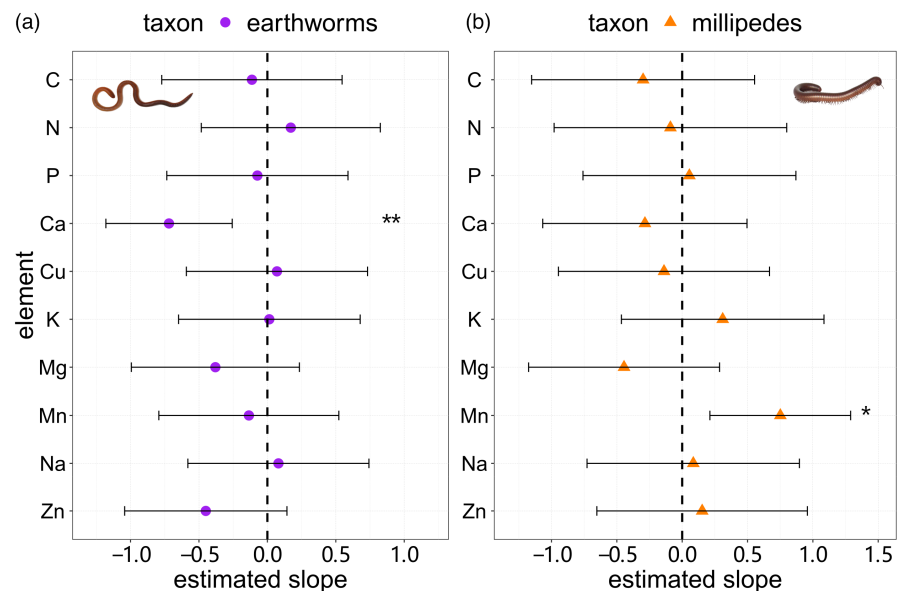 (a) taxon earthworms
C
N
P
Ca **
Cu
K
Mg
Mn
Na
Zn
element
−1.0 −0.5 0.0 0.5 1.0
estimated slope
(b) taxon millipedes
C
N
P
Ca
Cu
K
Mg
Mn *
Na
Zn
−1.0 −0.5 0.0 0.5 1.0 1.5
estimated slope